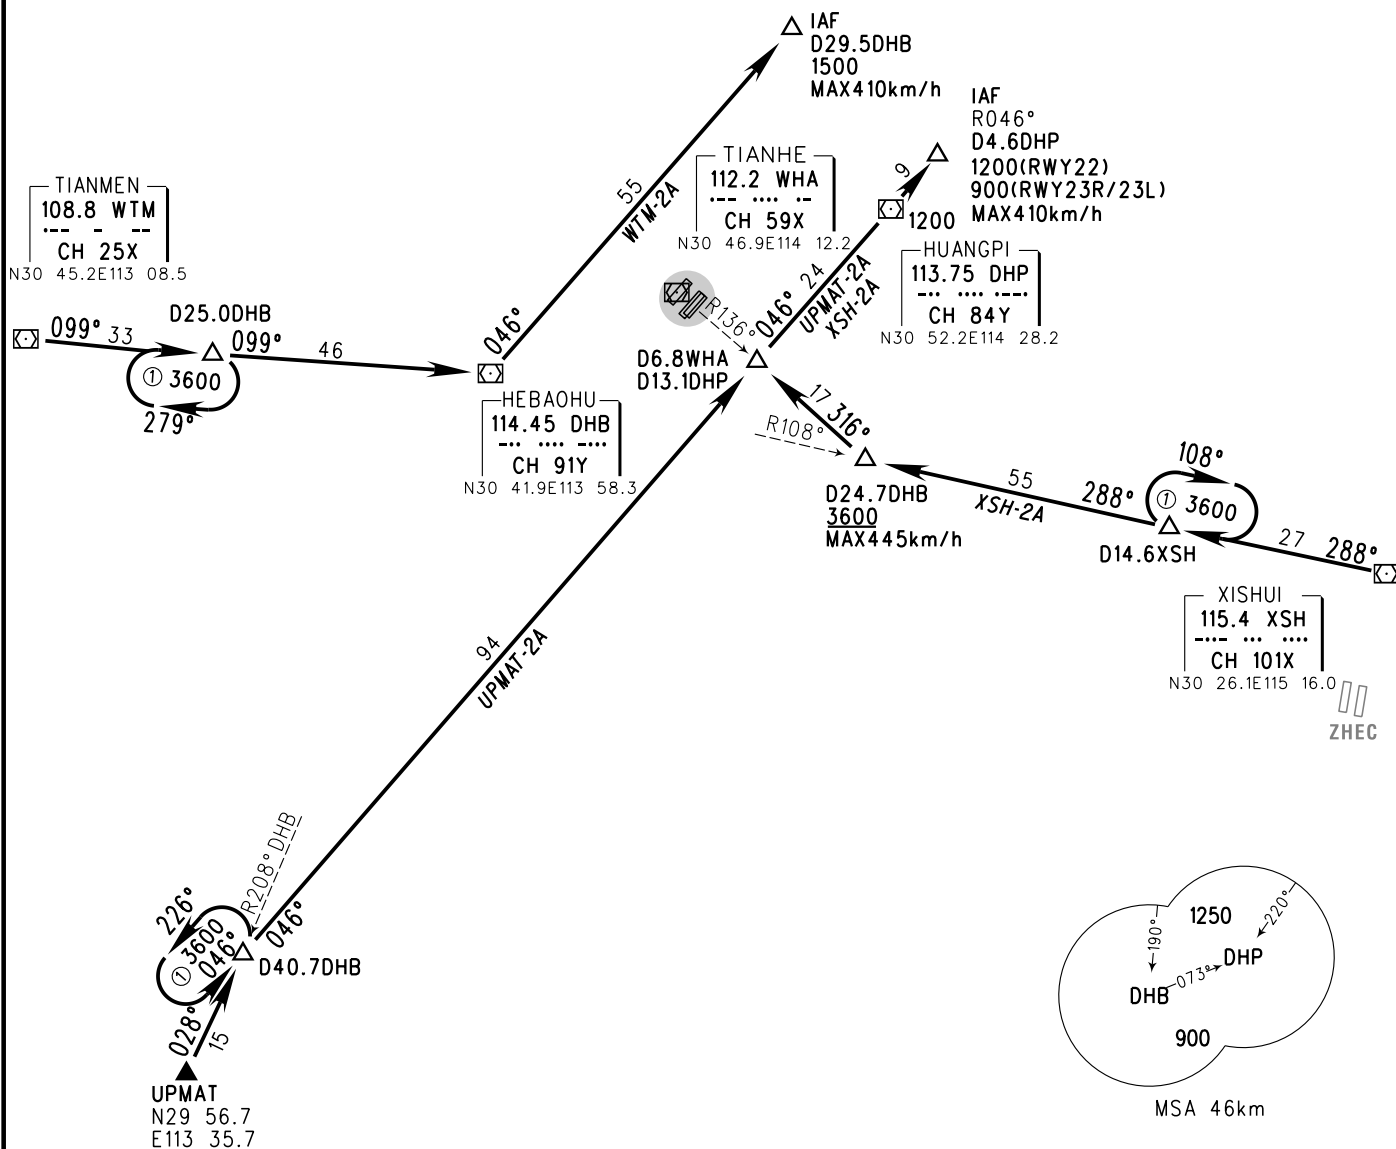 IAF
D29.5DHB
1500
MAX410km/h
IAF
R046°
D4.6DHP
1200(RWY22)
900(RWY23R/23L)
MAX410km/h
TIANHE
112.2 WHA
CH 59X
N30 46.9E114 12.2
TIANMEN
108.8 WTM
CH 25X
N30 45.2E113 08.5
55
WTM-2A
9
1200
HUANGPI
113.75 DHP
CH 84Y
N30 52.2E114 28.2
24
UPMAT-2A
XSH-2A
046°
R136°
D25.0DHB
099° 33
099°
46
① 3600
279°
046°
D6.8WHA
D13.1DHP
HEBAOHU
114.45 DHB
CH 91Y
N30 41.9E113 58.3
17 316°
R108°
D24.7DHB
3600
MAX445km/h
55
XSH-2A
288°
108°
① 3600
D14.6XSH
27
288°
XISHUI
115.4 XSH
CH 101X
N30 26.1E115 16.0
ZHEC
94
UPMAT-2A
R208° DHB
226°
① 3600
046°
046°
D40.7DHB
028°
15
UPMAT
N29 56.7
E113 35.7
1250
190°
220°
DHP
DHB
073°
900
MSA 46km